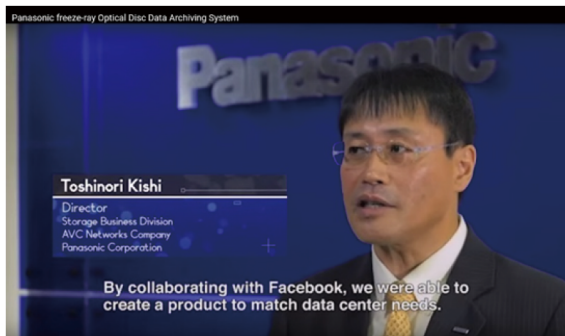 Panasonic freeze-ray Optical Disc Data Archiving System
Panasonic
Toshinori Kishi
Director
Storage Business Division
AVC Networks Company
Panasonic Corporation
By collaborating with Facebook, we were able to
create a product to match data center needs.